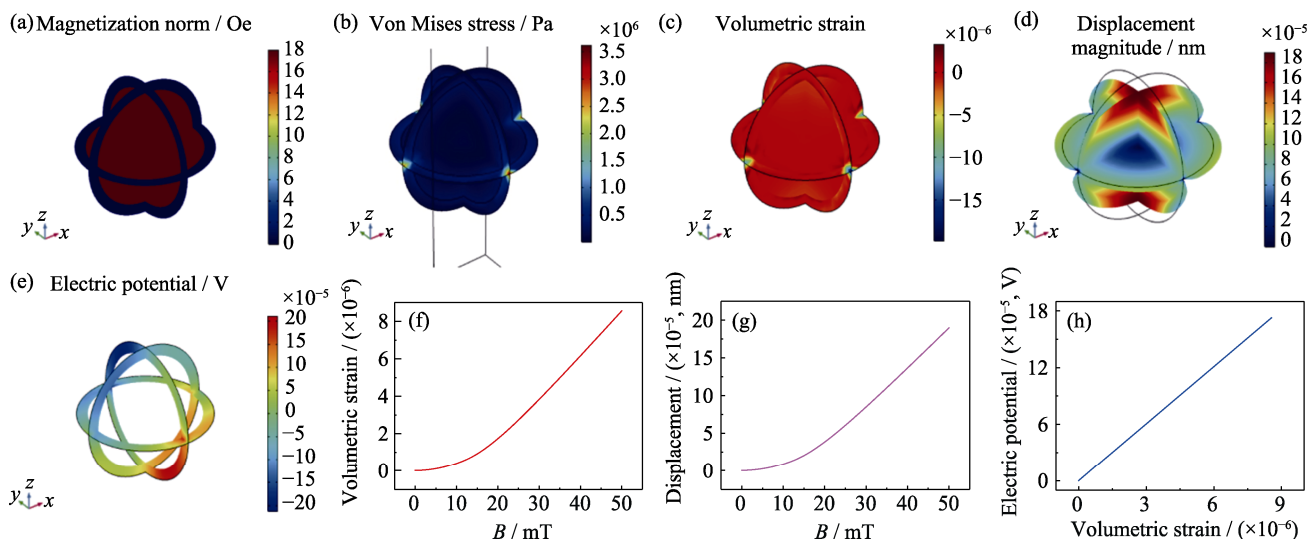 (a) Magnetization norm / Oe
18
16
14
12
10
8
6
4
2
0
y z x
(b) Von Mises stress / Pa
×10⁶
3.5
3.0
2.5
2.0
1.5
1.0
0.5
y z x
(c) Volumetric strain
×10⁻⁶
0
−5
−10
−15
y z x
(d) Displacement
magnitude / nm
×10⁻⁵
18
16
14
12
10
8
6
4
2
0
y z x
(e) Electric potential / V
×10⁻⁵
20
15
10
5
0
−5
−10
−15
−20
y z x
(f)
Volumetric strain / (×10⁻⁶)
8
6
4
2
0
0 10 20 30 40 50
B / mT
(g)
Displacement / (×10⁻⁵, nm)
20
15
10
5
0
0 10 20 30 40 50
B / mT
(h)
Electric potential / (×10⁻⁵, V)
18
12
6
0
0 3 6 9
Volumetric strain / (×10⁻⁶)